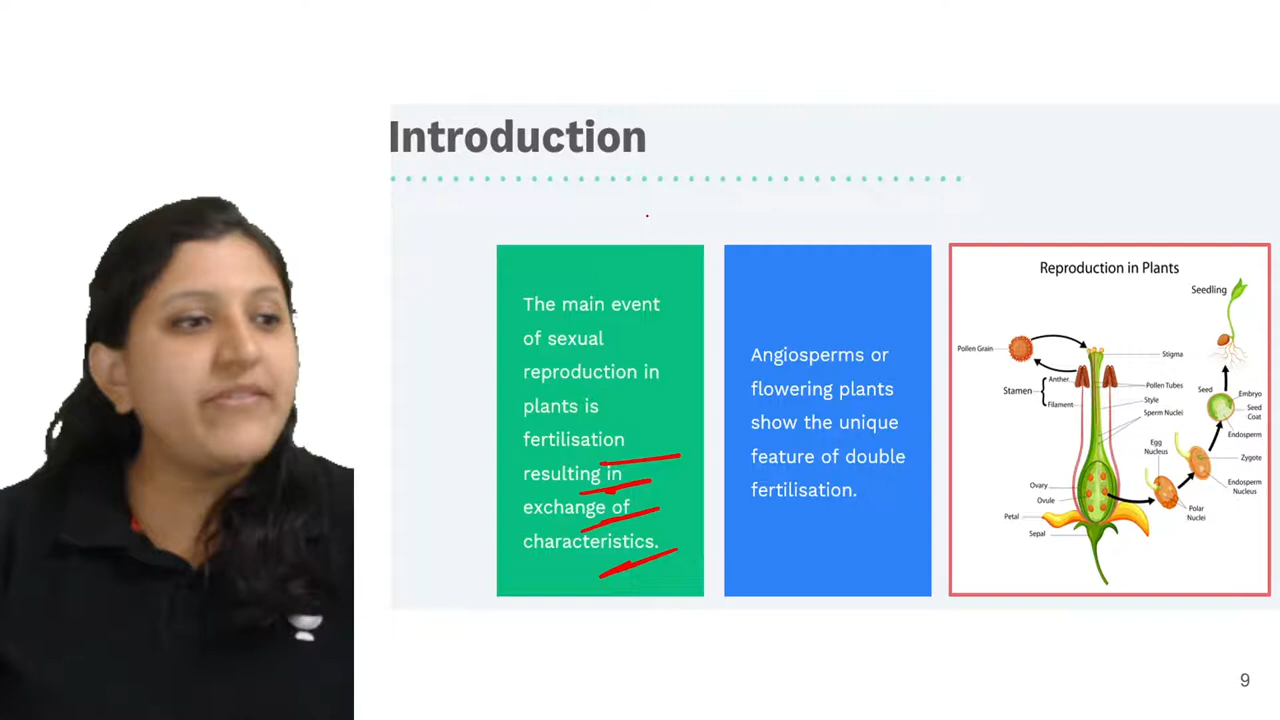 Introduction
The main event
of sexual
reproduction in
plants is
fertilisation
resulting in
exchange of
characteristics.
Angiosperms or
flowering plants
show the unique
feature of double
fertilisation.
Reproduction in Plants
Seedling
Pollen Grain
Stigma
Stamen
Anther
Filament
Pollen Tubes
Style
Sperm Nuclei
Seed
Embryo
Seed
Coat
Endosperm
Egg
Nucleus
Zygote
Endosperm
Nucleus
Ovary
Ovule
Polar
Nuclei
Petal
Sepal
9